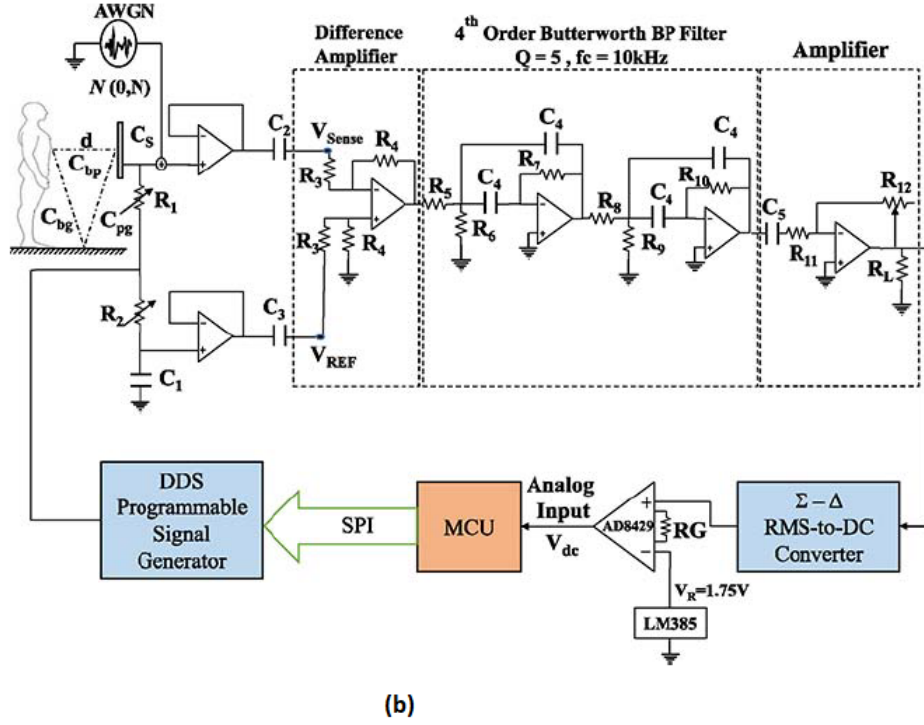 AWGN
N (0,N)
Difference
Amplifier
4th Order Butterworth BP Filter
Q = 5 , fc = 10kHz
Amplifier
d
CS
Cbp
Cbg
Cpg
R1
C2
VSense
R3
R4
R3
R4
R5
R6
C4
R7
C4
R8
R9
C4
R10
C4
C5
R11
R12
RL
R2
C1
C3
VREF
DDS
Programmable
Signal
Generator
SPI
MCU
Analog
Input
Vdc
AD8429
RG
VR=1.75V
LM385
Σ – Δ
RMS-to-DC
Converter
(b)